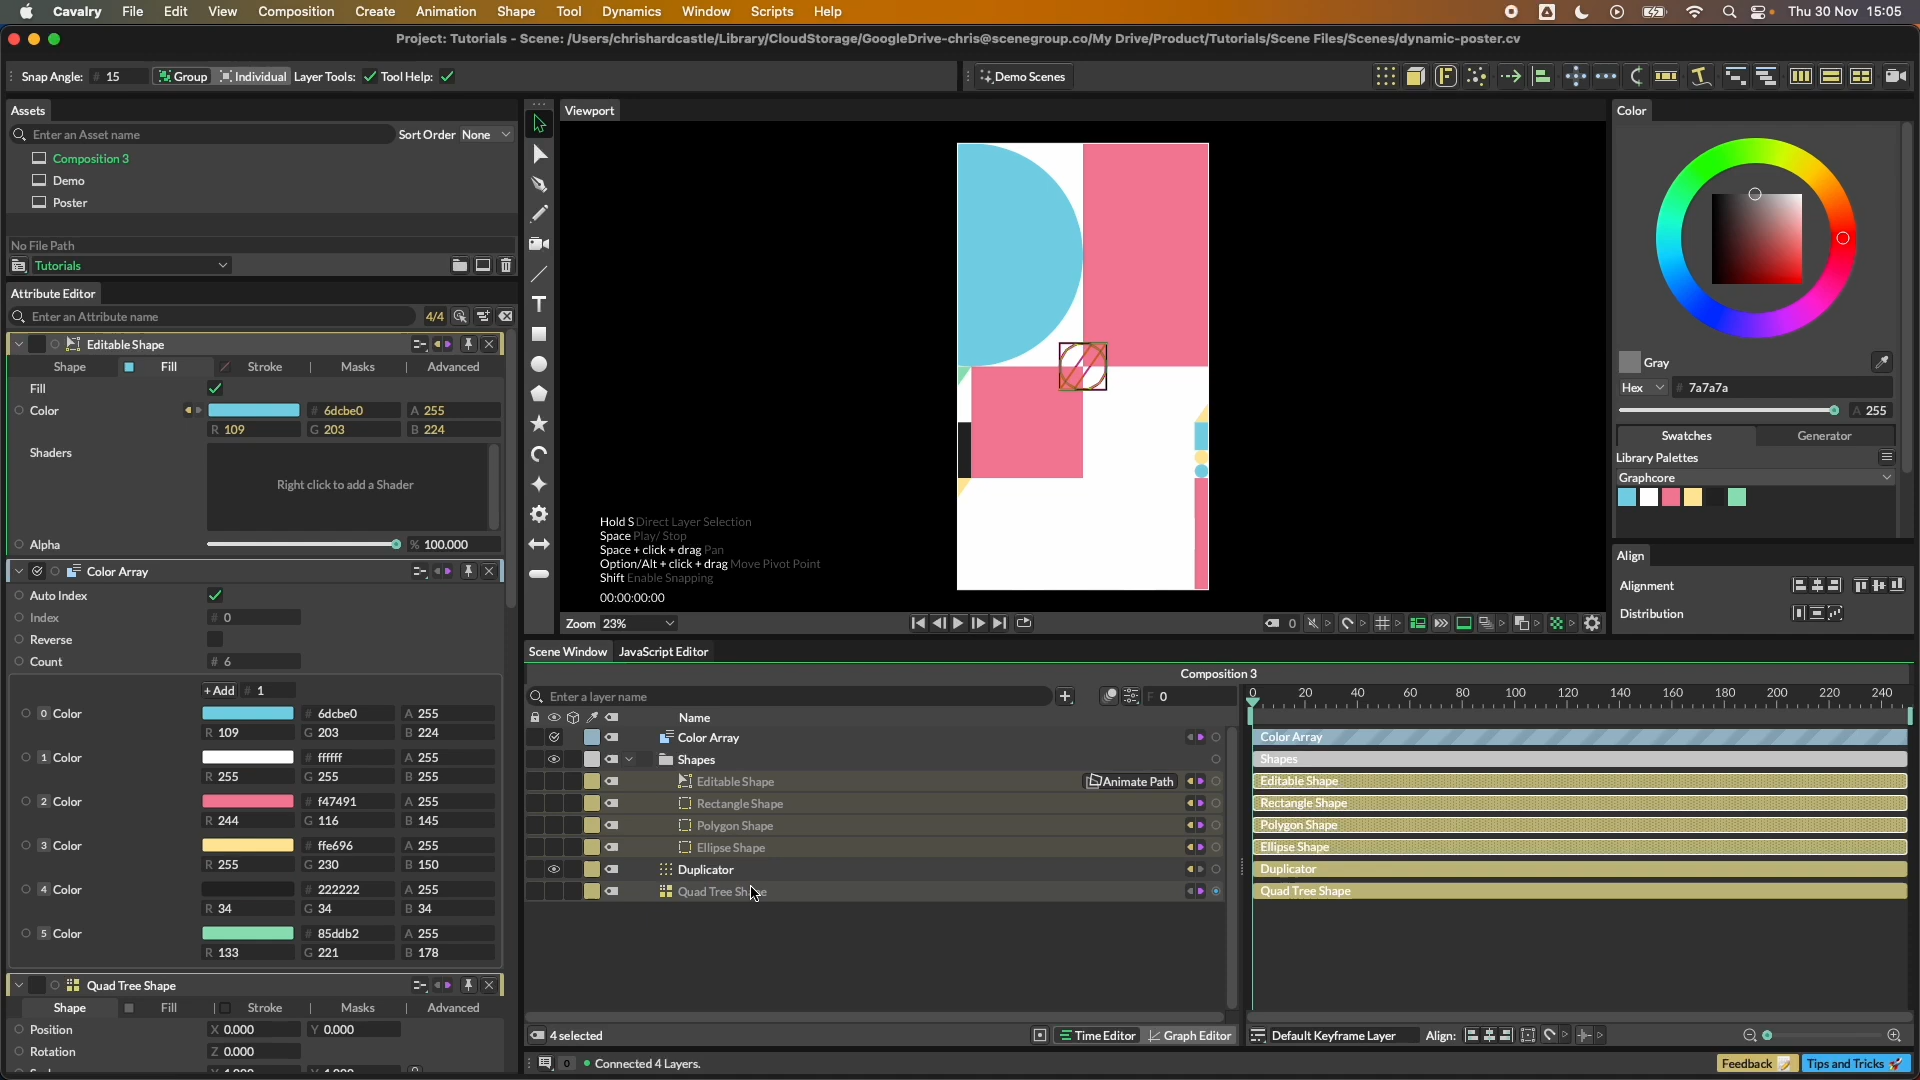 Cavalry File Edit View Composition Create Animation Shape Tool Dynamics Window Scripts Help Thu 30 Nov 15:05
Project: Tutorials - Scene: /Users/chrishardcastle/Library/CloudStorage/GoogleDrive-chris@scenegroup.co/My Drive/Product/Tutorials/Scene Files/Scenes/dynamic-poster.cv
Snap Angle: # 15 Group Individual Layer Tools: Tool Help: Demo Scenes
Assets
Enter an Asset name Sort Order None
Composition 3
Demo
Poster
No File Path
Tutorials
Attribute Editor
Enter an Attribute name 4/4
Editable Shape
Shape Fill Stroke | Masks | Advanced
Fill
Color # 6dcbe0 A 255
R 109 G 203 B 224
Shaders
Right click to add a Shader
Alpha % 100.000
Color Array
Auto Index
Index # 0
Reverse
Count # 6
+ Add # 1
0 Color # 6dcbe0 A 255
R 109 G 203 B 224
1 Color # ffffff A 255
R 255 G 255 B 255
2 Color # f47491 A 255
R 244 G 116 B 145
3 Color # ffe696 A 255
R 255 G 230 B 150
4 Color # 222222 A 255
R 34 G 34 B 34
5 Color # 85ddb2 A 255
R 133 G 221 B 178
Quad Tree Shape
Shape Fill | Stroke | Masks | Advanced
Position X 0.000 Y 0.000
Rotation Z 0.000
Viewport
Hold S Direct Layer Selection
Space Play/ Stop
Space + click + drag Pan
Option/Alt + click + drag Move Pivot Point
Shift Enable Snapping
00:00:00:00
Zoom 23% 0
Color
Gray
Hex # 7a7a7a
A 255
Swatches Generator
Library Palettes
Graphcore
Align
Alignment
Distribution
Scene Window JavaScript Editor
Composition 3
Enter a layer name F 0
0 20 40 60 80 100 120 140 160 180 200 220 240
Name
Color Array Color Array
Shapes Shapes
Editable Shape Animate Path Editable Shape
Rectangle Shape Rectangle Shape
Polygon Shape Polygon Shape
Ellipse Shape Ellipse Shape
Duplicator Duplicator
Quad Tree Quad Tree Shape
4 selected Time Editor Graph Editor Default Keyframe Layer Align:
0 Connected 4 Layers. Feedback Tips and Tricks